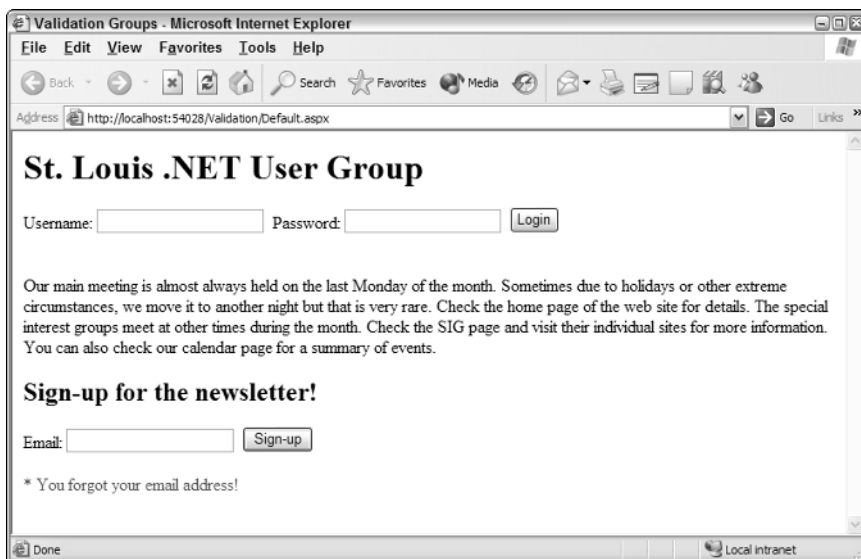 Validation Groups - Microsoft Internet Explorer
File Edit View Favorites Tools Help
Back Search Favorites Media
Address http://localhost:54028/Validation/Default.aspx Go Links »
St. Louis .NET User Group
Username: Password: Login
Our main meeting is almost always held on the last Monday of the month. Sometimes due to holidays or other extreme
circumstances, we move it to another night but that is very rare. Check the home page of the web site for details. The special
interest groups meet at other times during the month. Check the SIG page and visit their individual sites for more information.
You can also check our calendar page for a summary of events.
Sign-up for the newsletter!
Email: Sign-up
* You forgot your email address!
Done Local intranet